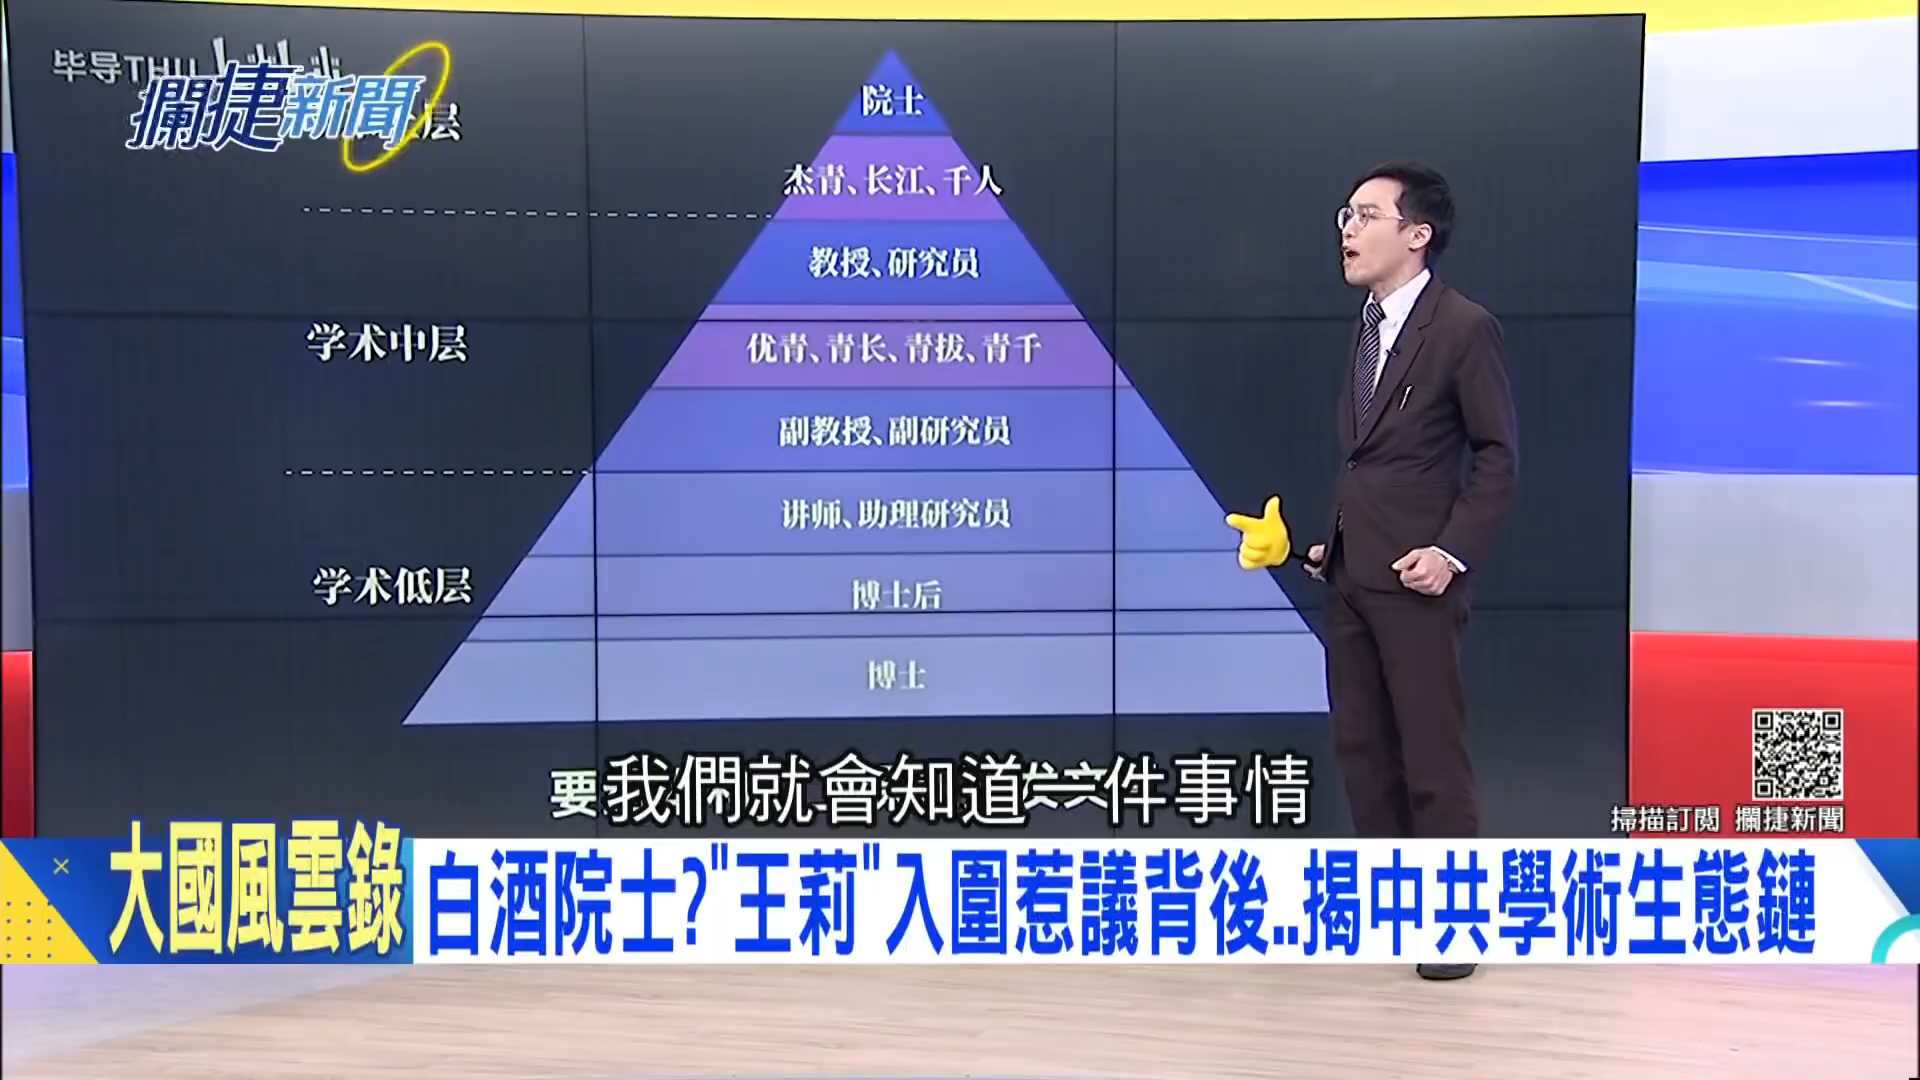 毕导THU
攔捷新聞
层
院士
杰青、长江、千人
教授、研究员
学术中层
优青、青长、青拔、青千
副教授、副研究员
讲师、助理研究员
学术低层
博士后
博士
要
我們就會知道一件事情
掃描訂閱 攔捷新聞
大國風雲錄
白酒院士?"王莉"入圍惹議背後..揭中共學術生態鏈